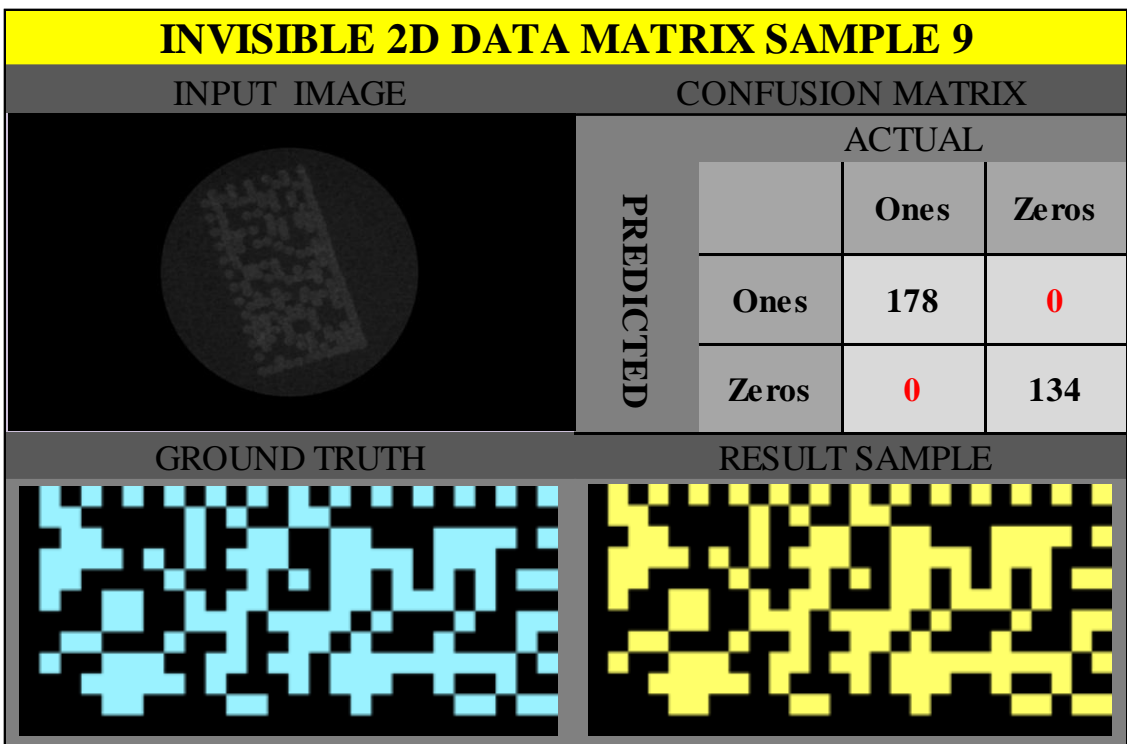 INVISIBLE 2D DATA MATRIX SAMPLE 9
INPUT IMAGE
CONFUSION MATRIX
ACTUAL
PREDICTED
Ones Zeros
Ones 178 0
Zeros 0 134
GROUND TRUTH
RESULT SAMPLE